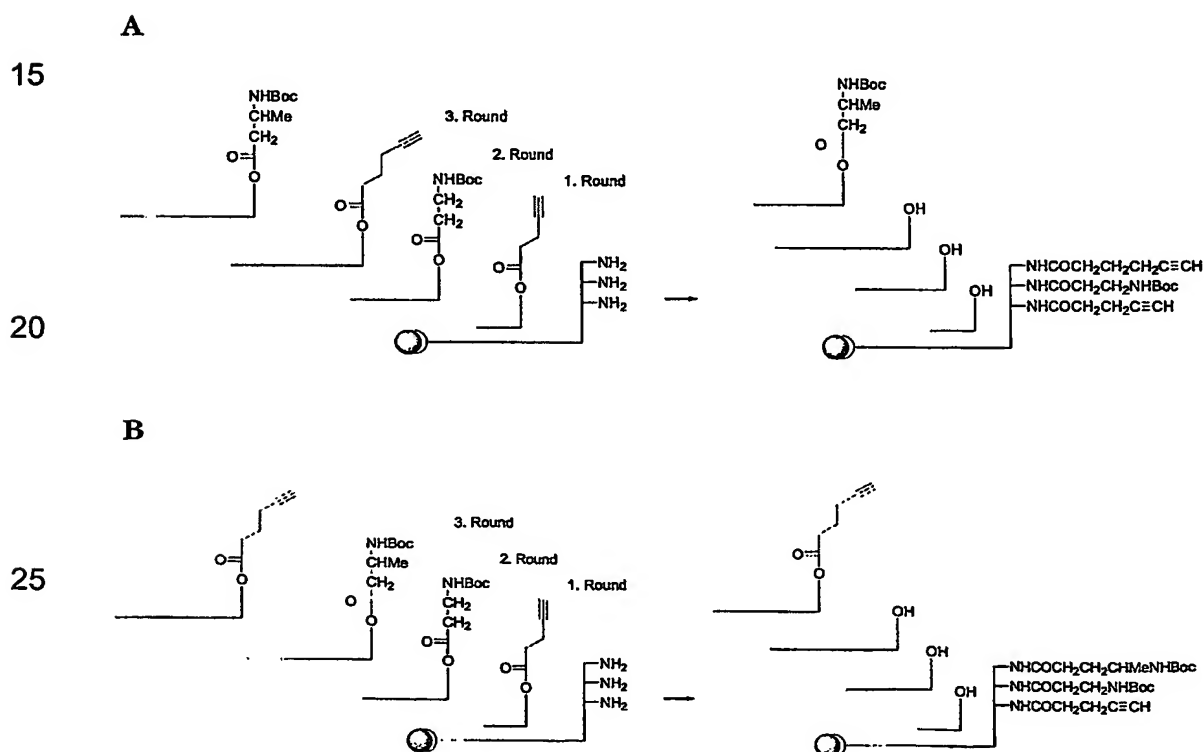 A
15
NHBoc
CHMe
CH2
O=
O
3. Round
O=
O
2. Round
NHBoc
CH2
CH2
O=
O
1. Round
O=
O
NH2
NH2
NH2
NHBoc
CHMe
CH2
O
O
OH
OH
OH
NHCOCH2CH2CH2C≡CH
NHCOCH2CH2NHBoc
NHCOCH2CH2C≡CH
20
B
O=
O
3. Round
NHBoc
CHMe
CH2
O
O
2. Round
NHBoc
CH2
CH2
O=
O
1. Round
O=
O
NH2
NH2
NH2
25
O=
O
OH
OH
OH
NHCOCH2CH2CHMeNHBoc
NHCOCH2CH2NHBoc
NHCOCH2CH2C≡CH